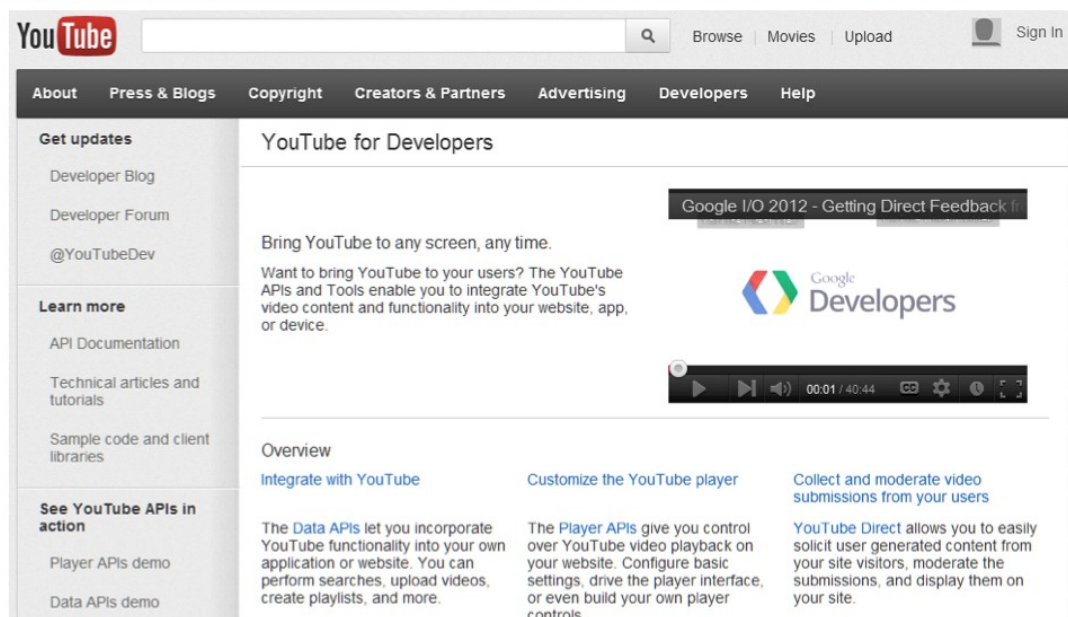 YouTube
Browse | Movies | Upload
Sign In
About Press & Blogs Copyright Creators & Partners Advertising Developers Help
Get updates
Developer Blog
Developer Forum
@YouTubeDev
Learn more
API Documentation
Technical articles and
tutorials
Sample code and client
libraries
See YouTube APIs in
action
Player APIs demo
Data APIs demo
YouTube for Developers
Bring YouTube to any screen, any time.
Want to bring YouTube to your users? The YouTube
APIs and Tools enable you to integrate YouTube's
video content and functionality into your website, app,
or device.
Google I/O 2012 - Getting Direct Feedback
Google
Developers
00:01 / 40:44
CC
Overview
Integrate with YouTube
The Data APIs let you incorporate
YouTube functionality into your own
application or website. You can
perform searches, upload videos,
create playlists, and more.
Customize the YouTube player
The Player APIs give you control
over YouTube video playback on
your website. Configure basic
settings, drive the player interface,
or even build your own player
controls
Collect and moderate video
submissions from your users
YouTube Direct allows you to easily
solicit user generated content from
your site visitors, moderate the
submissions, and display them on
your site.